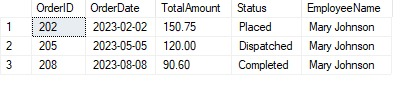 OrderID OrderDate TotalAmount Status EmployeeName
1 202 2023-02-02 150.75 Placed Mary Johnson
2 205 2023-05-05 120.00 Dispatched Mary Johnson
3 208 2023-08-08 90.60 Completed Mary Johnson